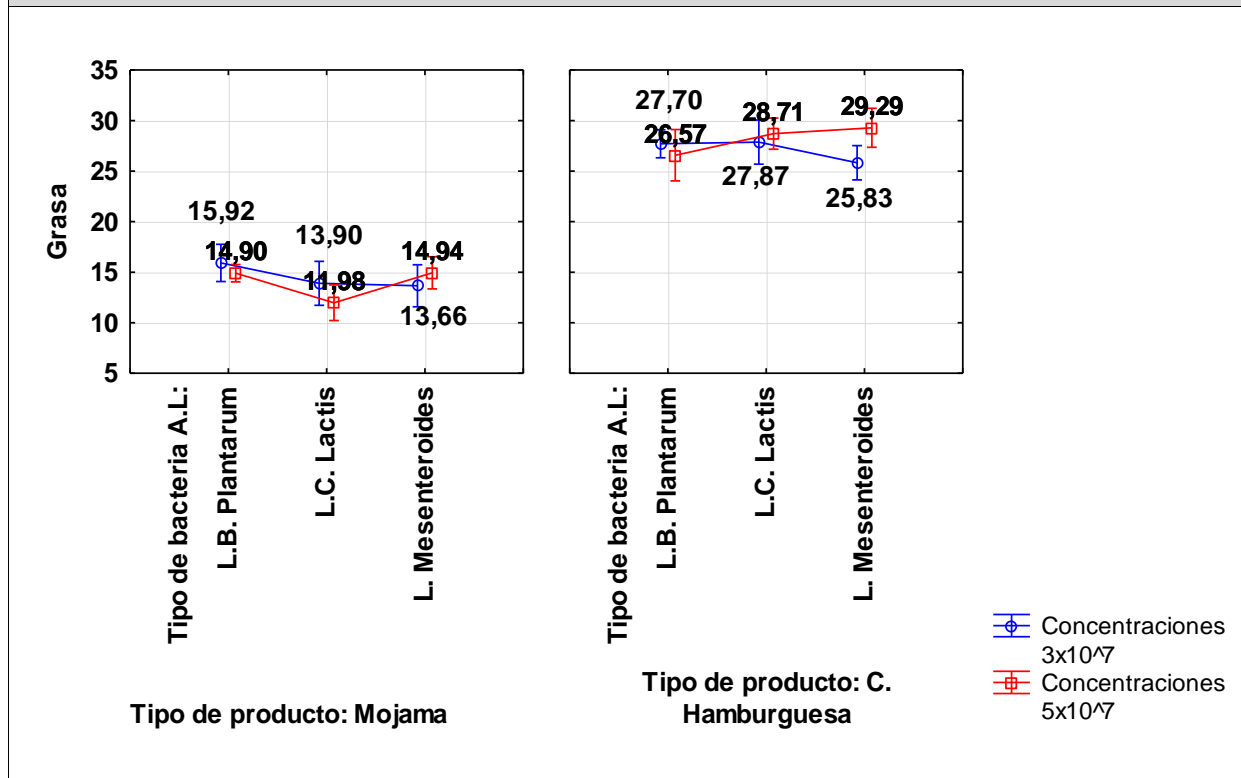 Grasa
35
30
25
20
15
10
5
15,92
14,90
13,90
11,98
14,94
13,66
27,70
26,57
28,71
27,87
29,29
25,83
Tipo de bacteria A.L:
L.B. Plantarum
L.C. Lactis
L. Mesenteroides
Tipo de producto: Mojama
Tipo de bacteria A.L:
L.B. Plantarum
L.C. Lactis
L. Mesenteroides
Tipo de producto: C.
Hamburguesa
Concentraciones
3x10^7
Concentraciones
5x10^7